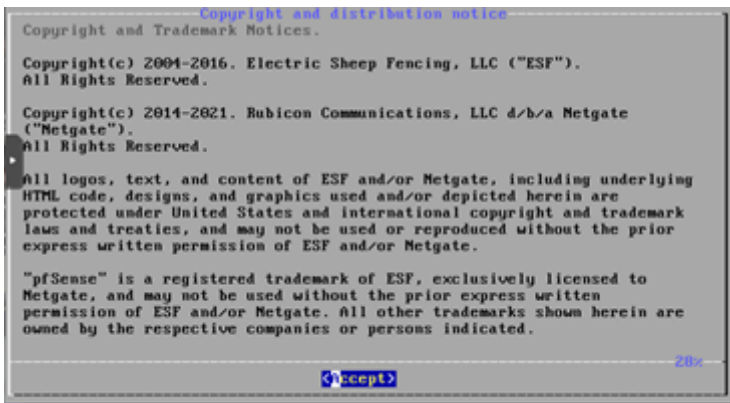 Copyright and distribution notice
Copyright and Trademark Notices.
Copyright(c) 2004-2016. Electric Sheep Fencing, LLC ("ESF").
All Rights Reserved.
Copyright(c) 2014-2021. Rubicon Communications, LLC d/b/a Netgate
("Netgate").
All Rights Reserved.
All logos, text, and content of ESF and/or Netgate, including underlying
HTML code, designs, and graphics used and/or depicted herein are
protected under United States and international copyright and trademark
laws and treaties, and may not be used or reproduced without the prior
express written permission of ESF and/or Netgate.
"pfSense" is a registered trademark of ESF, exclusively licensed to
Netgate, and may not be used without the prior express written
permission of ESF and/or Netgate. All other trademarks shown herein are
owned by the respective companies or persons indicated.
28%
<Accept>